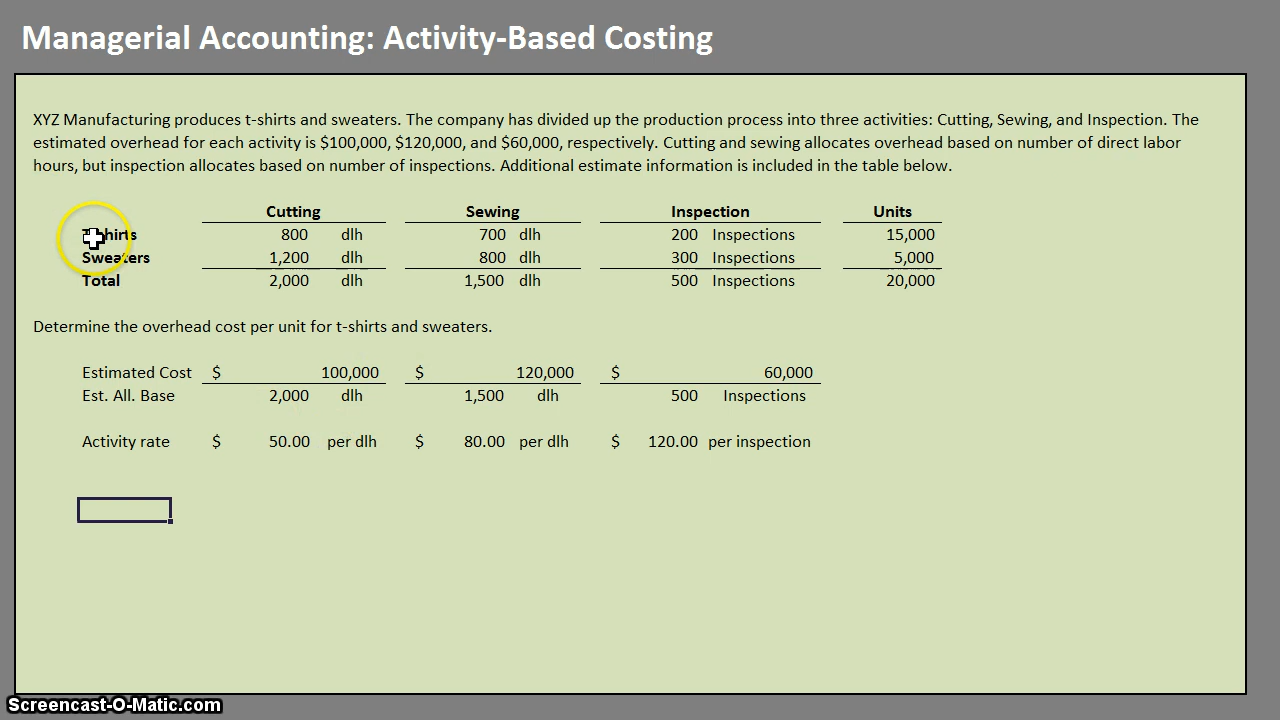 Managerial Accounting: Activity-Based Costing
XYZ Manufacturing produces t-shirts and sweaters. The company has divided up the production process into three activities: Cutting, Sewing, and Inspection. The
estimated overhead for each activity is $100,000, $120,000, and $60,000, respectively. Cutting and sewing allocates overhead based on number of direct labor
hours, but inspection allocates based on number of inspections. Additional estimate information is included in the table below.
Cutting Sewing Inspection Units
T-shirts 800 dlh 700 dlh 200 Inspections 15,000
Sweaters 1,200 dlh 800 dlh 300 Inspections 5,000
Total 2,000 dlh 1,500 dlh 500 Inspections 20,000
Determine the overhead cost per unit for t-shirts and sweaters.
Estimated Cost $ 100,000 $ 120,000 $ 60,000
Est. All. Base 2,000 dlh 1,500 dlh 500 Inspections
Activity rate $ 50.00 per dlh $ 80.00 per dlh $ 120.00 per inspection
Screencast-O-Matic.com